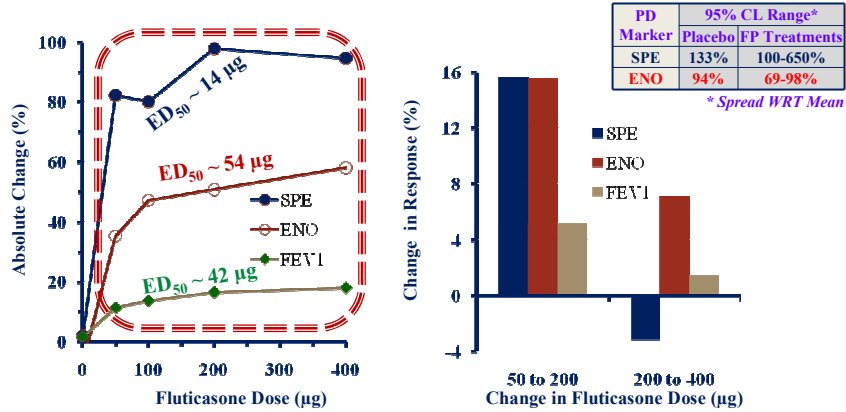 PD Marker 95% CL Range*
Placebo FP Treatments
SPE 133% 100-650%
ENO 94% 69-98%
* Spread WRT Mean
Absolute Change (%)
100
80
60
40
20
0
ED50 ~ 14 µg
ED50 ~ 54 µg
ED50 ~ 42 µg
SPE
ENO
FEV1
0 100 200 300 400
Fluticasone Dose (µg)
Change in Response (%)
16
12
8
4
0
-4
SPE
ENO
FEV1
50 to 200 200 to 400
Change in Fluticasone Dose (µg)